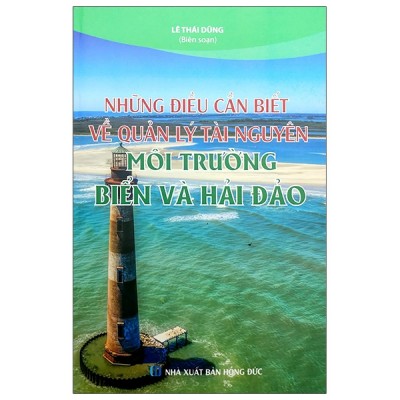 LÊ THÁI DŨNG
(Biên soạn)
NHỮNG ĐIỀU CẦN BIẾT
VỀ QUẢN LÝ TÀI NGUYÊN
MÔI TRƯỜNG
BIỂN VÀ HẢI ĐẢO
NHÀ XUẤT BẢN HỒNG ĐỨC